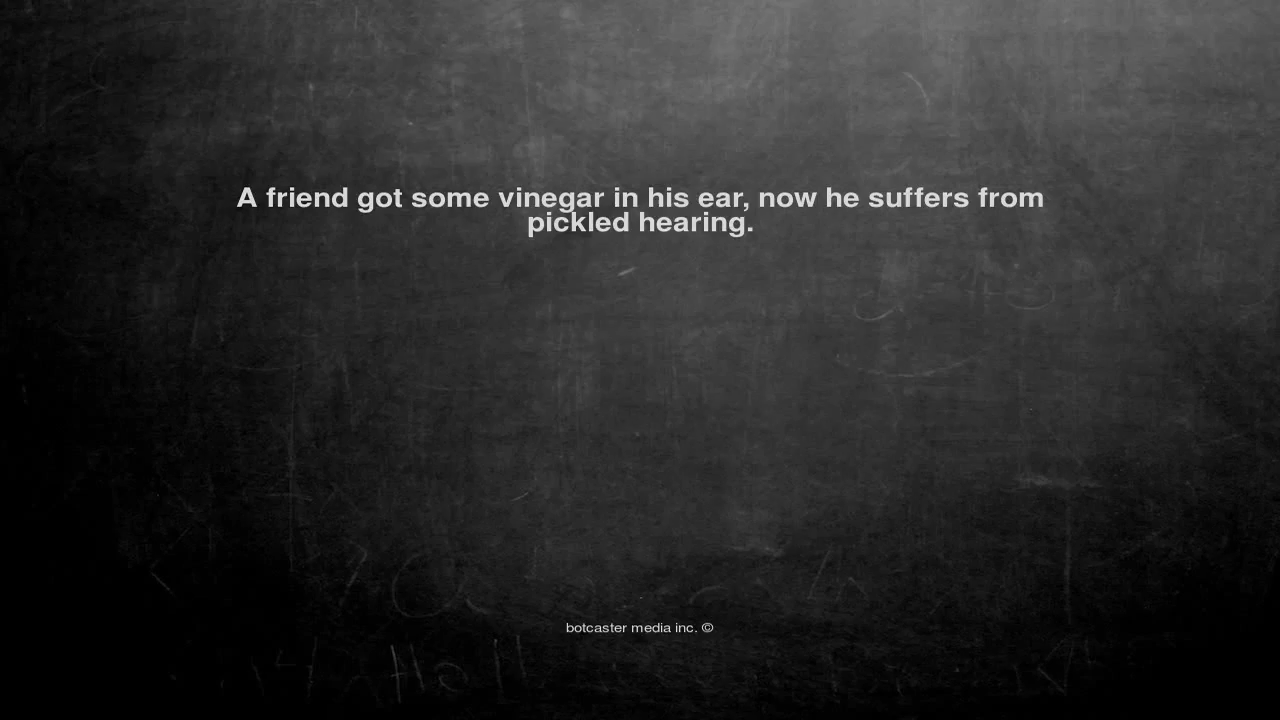 A friend got some vinegar in his ear, now he suffers from
pickled hearing.
botcaster media inc. ©